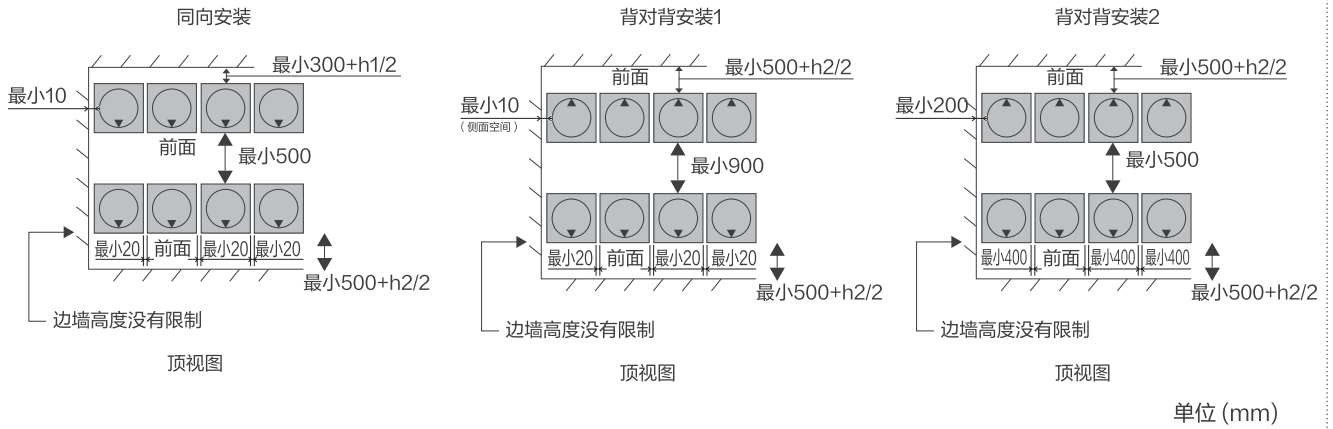 同向安装
最小300+h1/2
最小10
前面
最小500
最小20
前面
最小20
最小20
最小500+h2/2
边墙高度没有限制
顶视图
背对背安装1
前面
最小500+h2/2
最小10
(侧面空间)
最小900
最小20
前面
最小20
最小20
最小500+h2/2
边墙高度没有限制
顶视图
背对背安装2
前面
最小500+h2/2
最小200
最小500
最小400
前面
最小400
最小400
最小500+h2/2
边墙高度没有限制
顶视图
单位(mm)